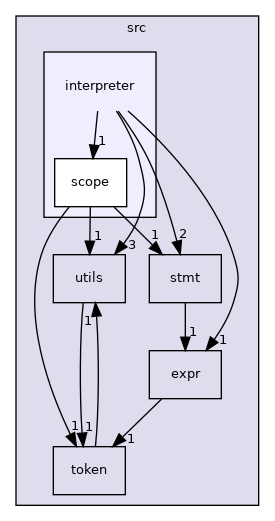 src
interpreter
1
scope
1
3
1
2
utils
stmt
1
1
1
expr
1
1
1
token